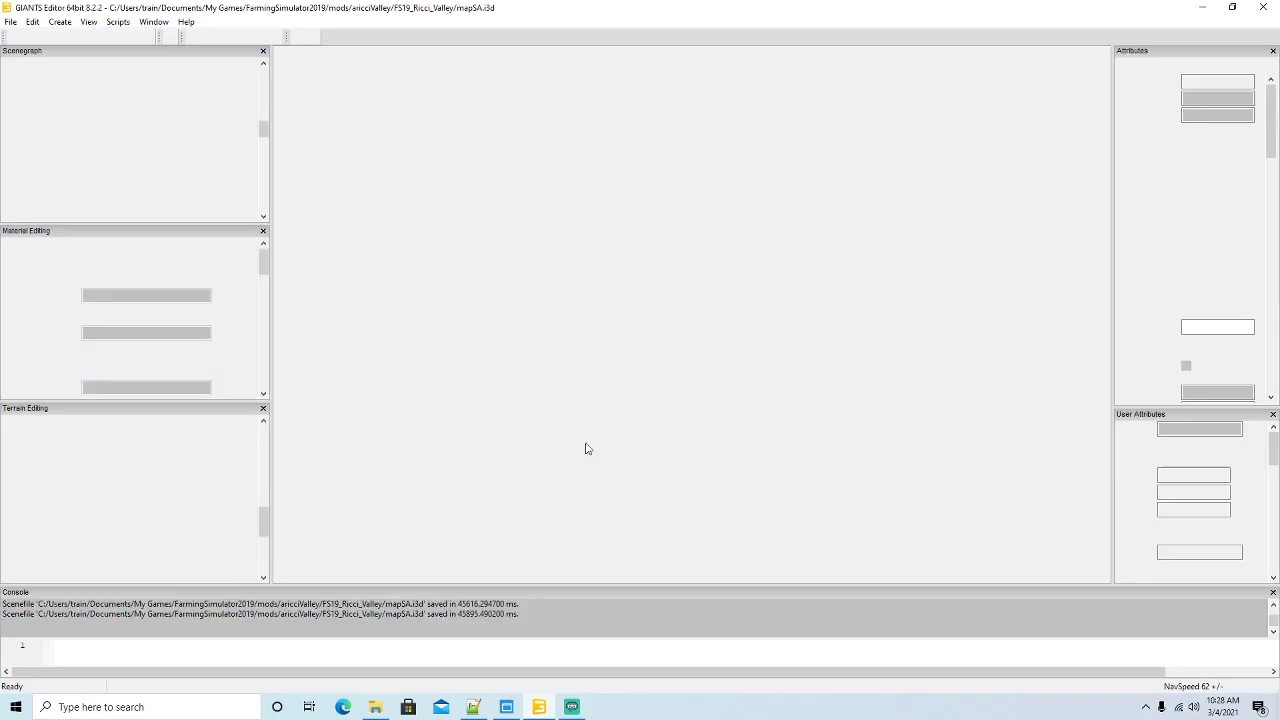 GIANTS Editor 64bit 8.2.2 - C:/Users/train/Documents/My Games/FarmingSimulator2019/mods/aricciValley/FS19_Ricci_Valley/mapSA.i3d
File Edit Create View Scripts Window Help
Scenegraph
Attributes
Material Editing
Terrain Editing
User Attributes
Console
Scenefile 'C:/Users/train/Documents/My Games/FarmingSimulator2019/mods/aricciValley/FS19_Ricci_Valley/mapSA.i3d' saved in 45616.294700 ms.
Scenefile 'C:/Users/train/Documents/My Games/FarmingSimulator2019/mods/aricciValley/FS19_Ricci_Valley/mapSA.i3d' saved in 45895.490200 ms.
1
Ready
NavSpeed 62 +/-
Type here to search
10:28 AM
3/4/2021